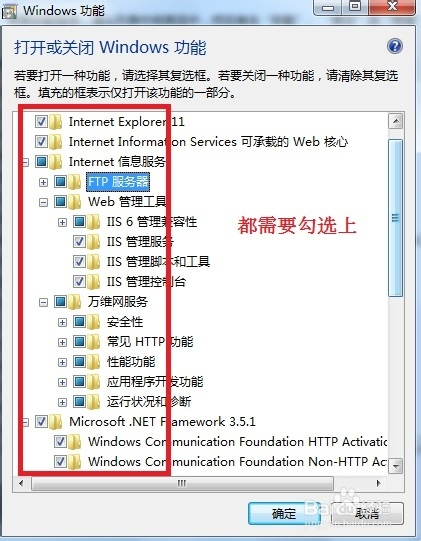 Windows 功能
打开或关闭 Windows 功能
若要打开一种功能，请选择其复选框。若要关闭一种功能，请清除其复选
框。填充的框表示仅打开该功能的一部分。
Internet Explorer 11
Internet Information Services 可承载的 Web 核心
Internet 信息服务
FTP 服务器
Web 管理工具
IIS 6 管理兼容性
都需要勾选上
IIS 管理服务
IIS 管理脚本和工具
IIS 管理控制台
万维网服务
安全性
常见 HTTP 功能
性能功能
应用程序开发功能
运行状况和诊断
Microsoft .NET Framework 3.5.1
Windows Communication Foundation HTTP Activatic
Windows Communication Foundation Non-HTTP Ac
确定
取消
Baidu 经验
jingyan.baidu.com